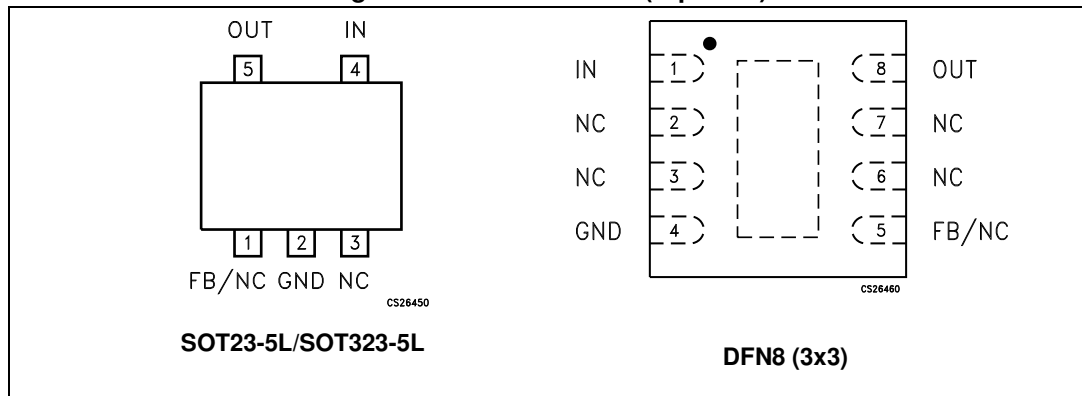 OUT IN
5 4
1 2 3
FB/NC GND NC
CS26450
SOT23-5L/SOT323-5L
IN 1 8 OUT
NC 2 7 NC
NC 3 6 NC
GND 4 5 FB/NC
CS26460
DFN8 (3x3)